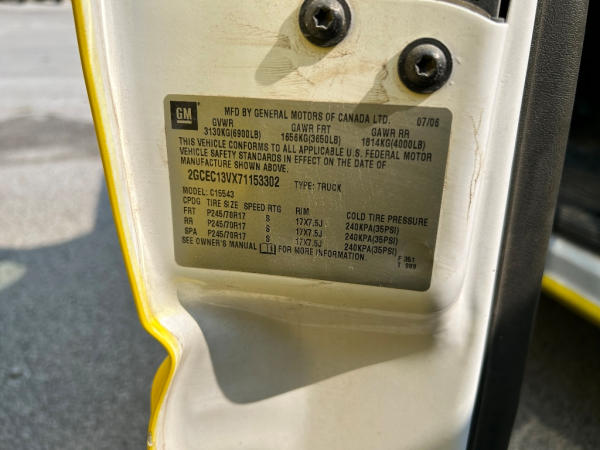 GM MFD BY GENERAL MOTORS OF CANADA LTD. 07/06
GVWR GAWR FRT GAWR RR
3130KG(6900LB) 1656KG(3650LB) 1814KG(4000LB)
THIS VEHICLE CONFORMS TO ALL APPLICABLE U.S. FEDERAL MOTOR
VEHICLE SAFETY STANDARDS IN EFFECT ON THE DATE OF
MANUFACTURE SHOWN ABOVE.
2GCEC13VX71153302 TYPE: TRUCK
MODEL: C15543
CPDG TIRE SIZE SPEED RTG RIM COLD TIRE PRESSURE
FRT P245/70R17 S 17X7.5J 240KPA(35PSI)
RR P245/70R17 S 17X7.5J 240KPA(35PSI)
SPA P245/70R17 S 17X7.5J 240KPA(35PSI)
SEE OWNER'S MANUAL FOR MORE INFORMATION.
F 351
T 999